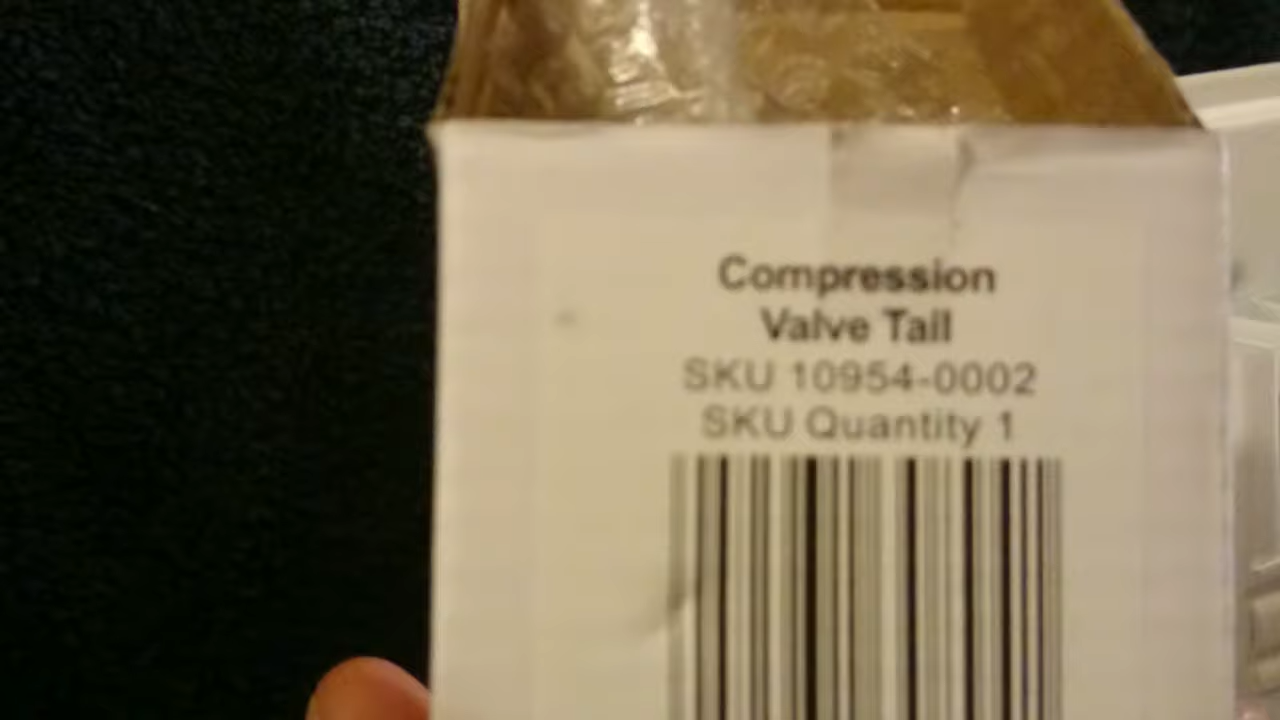 Compression
Valve Tall
SKU 10954-0002
SKU Quantity 1